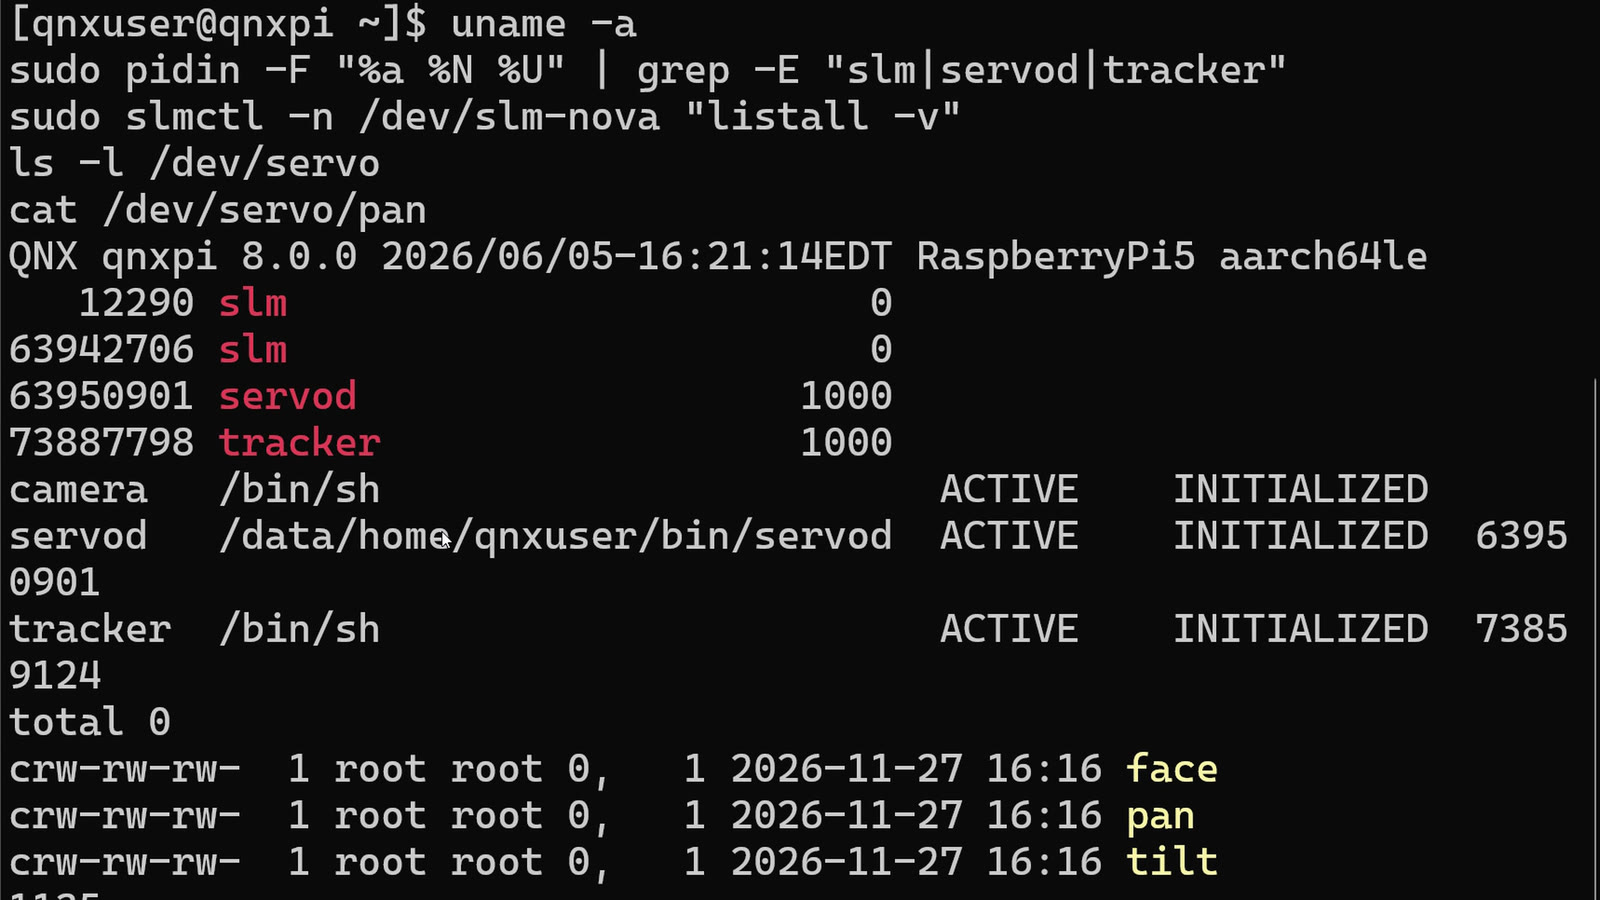 [qnxuser@qnxpi ~]$ uname -a
sudo pidin -F "%a %N %U" | grep -E "slm|servod|tracker"
sudo slmctl -n /dev/slm-nova "listall -v"
ls -l /dev/servo
cat /dev/servo/pan
QNX qnxpi 8.0.0 2026/06/05-16:21:14EDT RaspberryPi5 aarch64le
12290 slm 0
63942706 slm 0
63950901 servod 1000
73887798 tracker 1000
camera /bin/sh ACTIVE INITIALIZED
servod /data/home/qnxuser/bin/servod ACTIVE INITIALIZED 6395
0901
tracker /bin/sh ACTIVE INITIALIZED 7385
9124
total 0
crw-rw-rw- 1 root root 0, 1 2026-11-27 16:16 face
crw-rw-rw- 1 root root 0, 1 2026-11-27 16:16 pan
crw-rw-rw- 1 root root 0, 1 2026-11-27 16:16 tilt